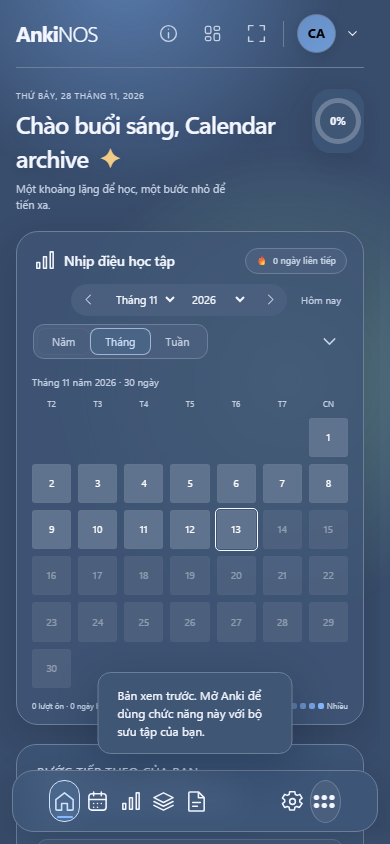 AnkiNOS
CA
THỨ BẢY, 28 THÁNG 11, 2026
Chào buổi sáng, Calendar
archive
0%
Một khoảng lặng để học, một bước nhỏ để
tiến xa.
Nhịp điệu học tập
0 ngày liên tiếp
Tháng 11
2026
Hôm nay
Năm
Tháng
Tuần
Tháng 11 năm 2026 · 30 ngày
T2 T3 T4 T5 T6 T7 CN
1
2 3 4 5 6 7 8
9 10 11 12 13 14 15
16 17 18 19 20 21 22
23 24 25 26 27 28 29
30
0 lượt ôn · 0 ngày
Nhiều
Bản xem trước. Mở Anki để
dùng chức năng này với bộ
sưu tập của bạn.
BƯỚC TIẾP THEO CỦA BẠN